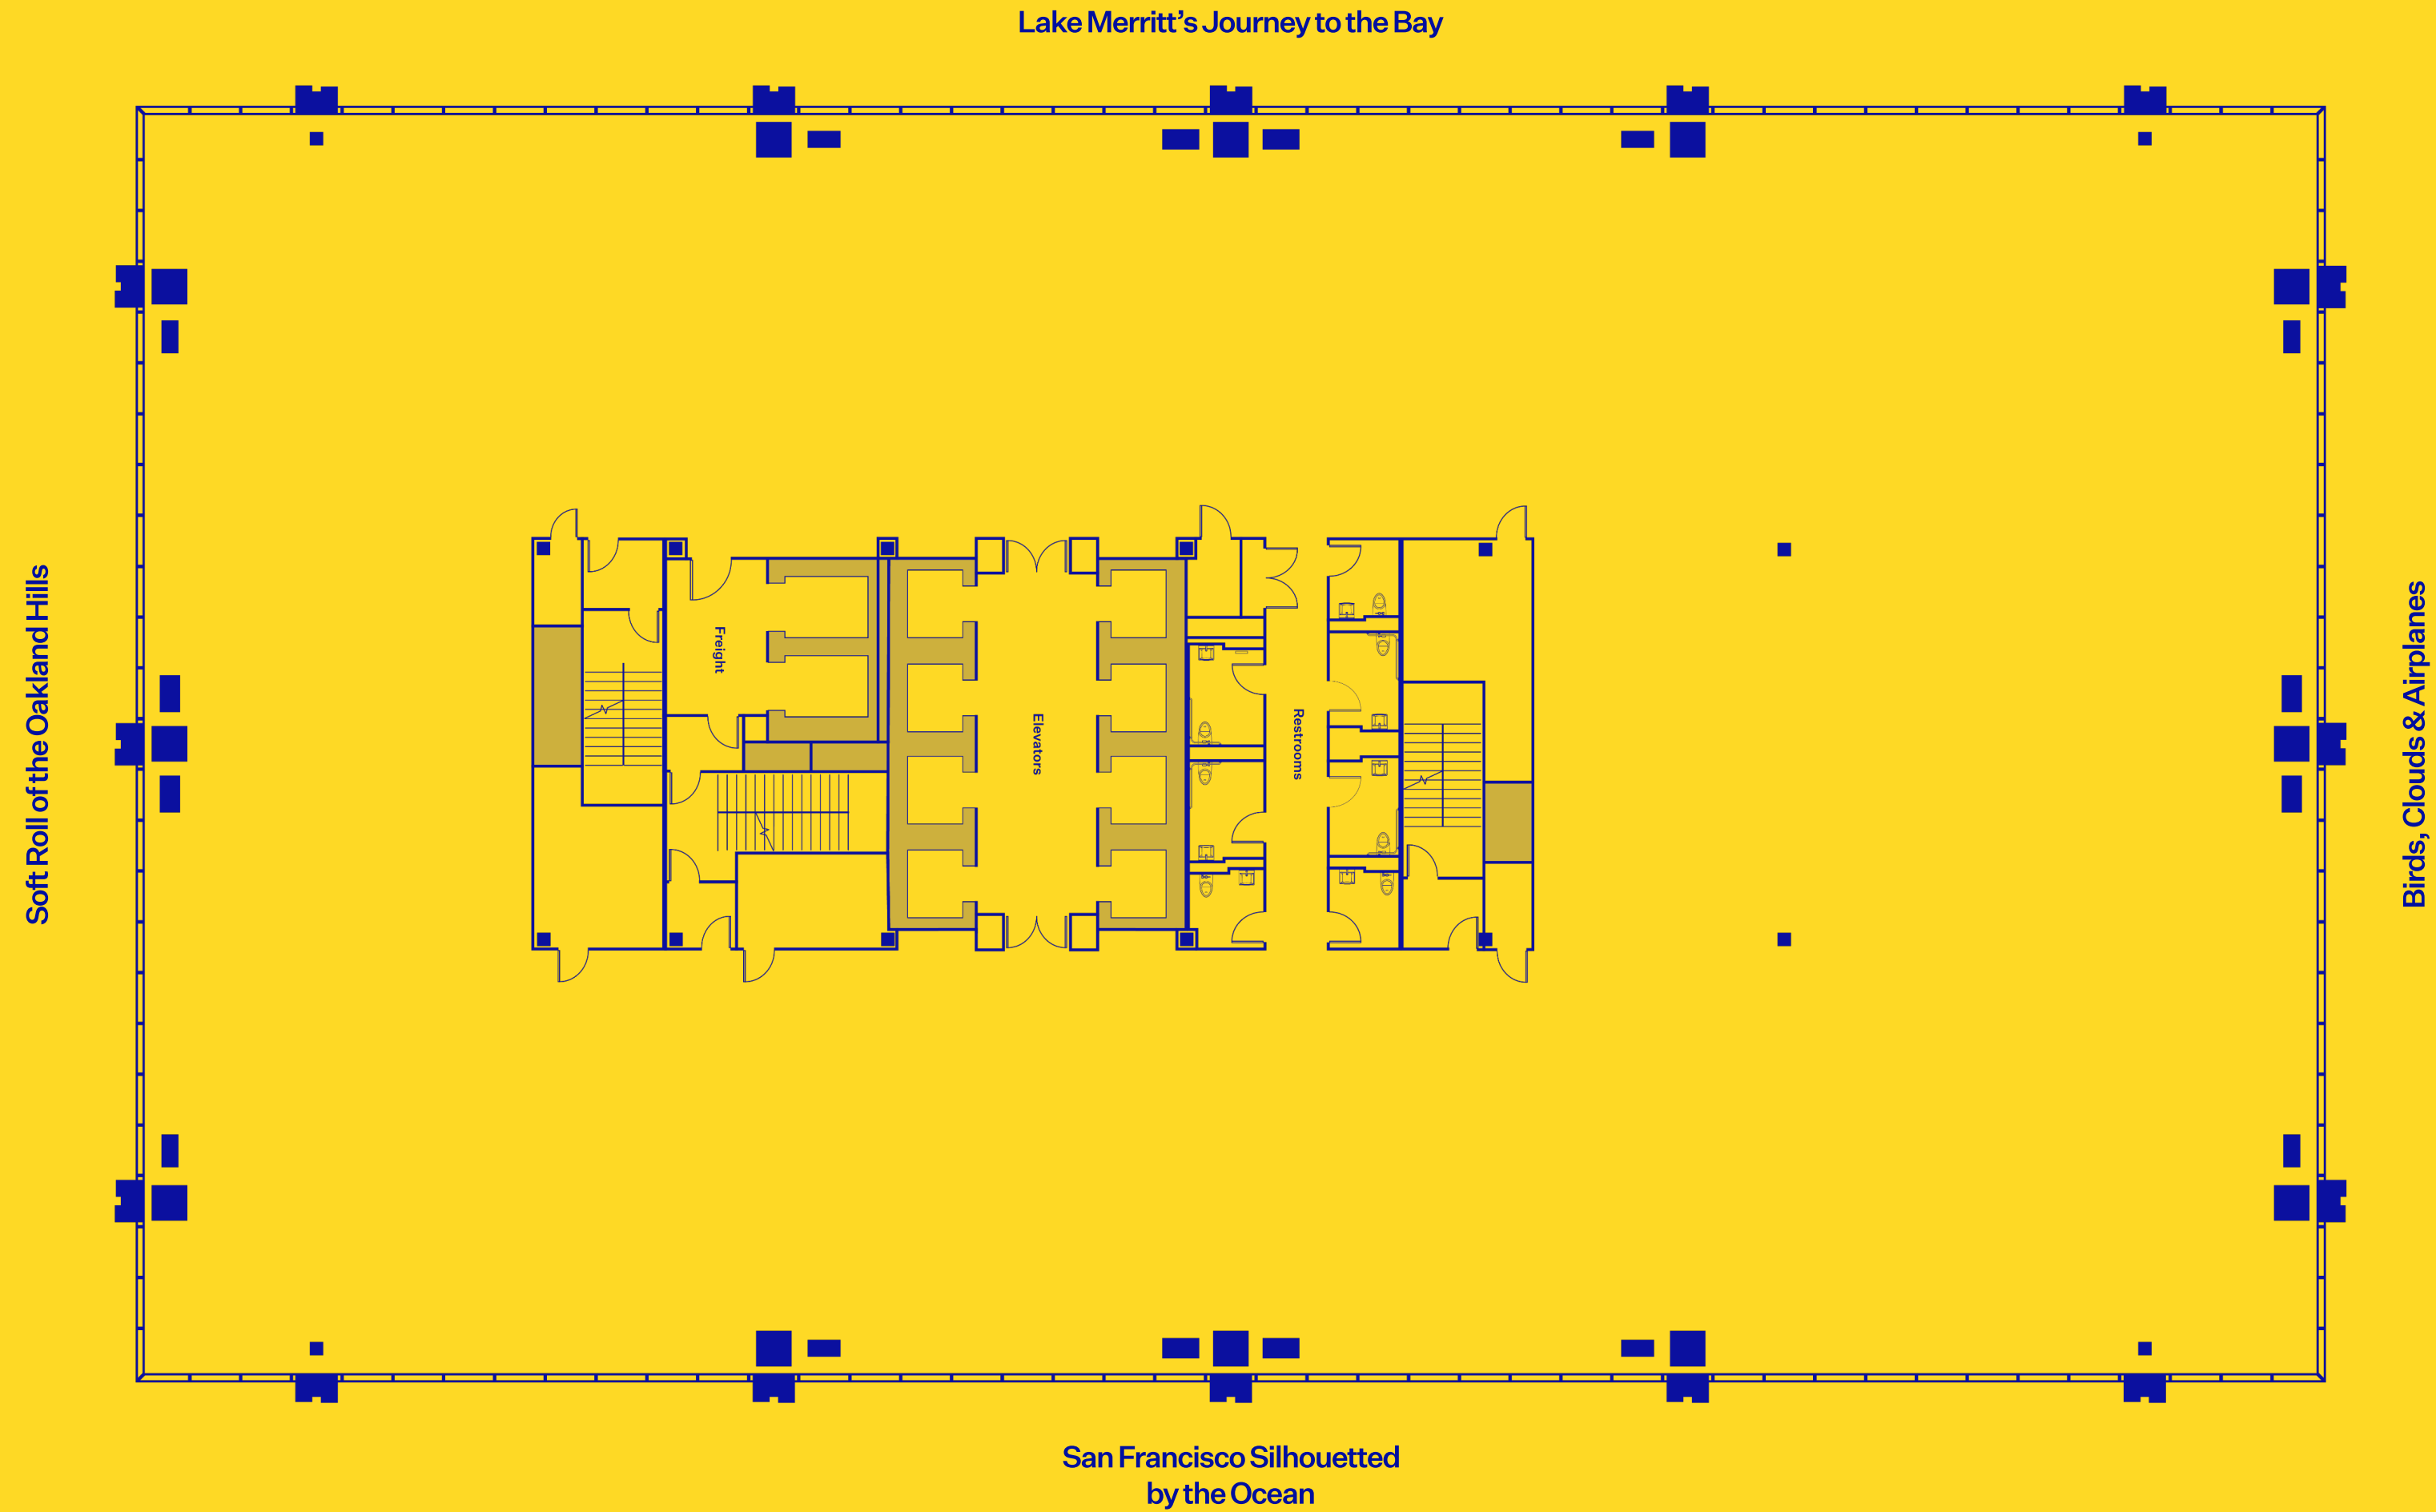 Lake Merritt’s Journey to the Bay
Soft Roll of the Oakland Hills
Freight
Elevators
Restrooms
Birds, Clouds & Airplanes
San Francisco Silhouetted
by the Ocean